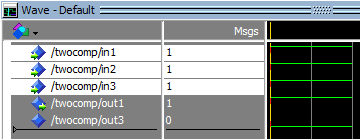 Wave - Default
Msgs
/twocomp/in1 1
/twocomp/in2 1
/twocomp/in3 1
/twocomp/out1 1
/twocomp/out3 0